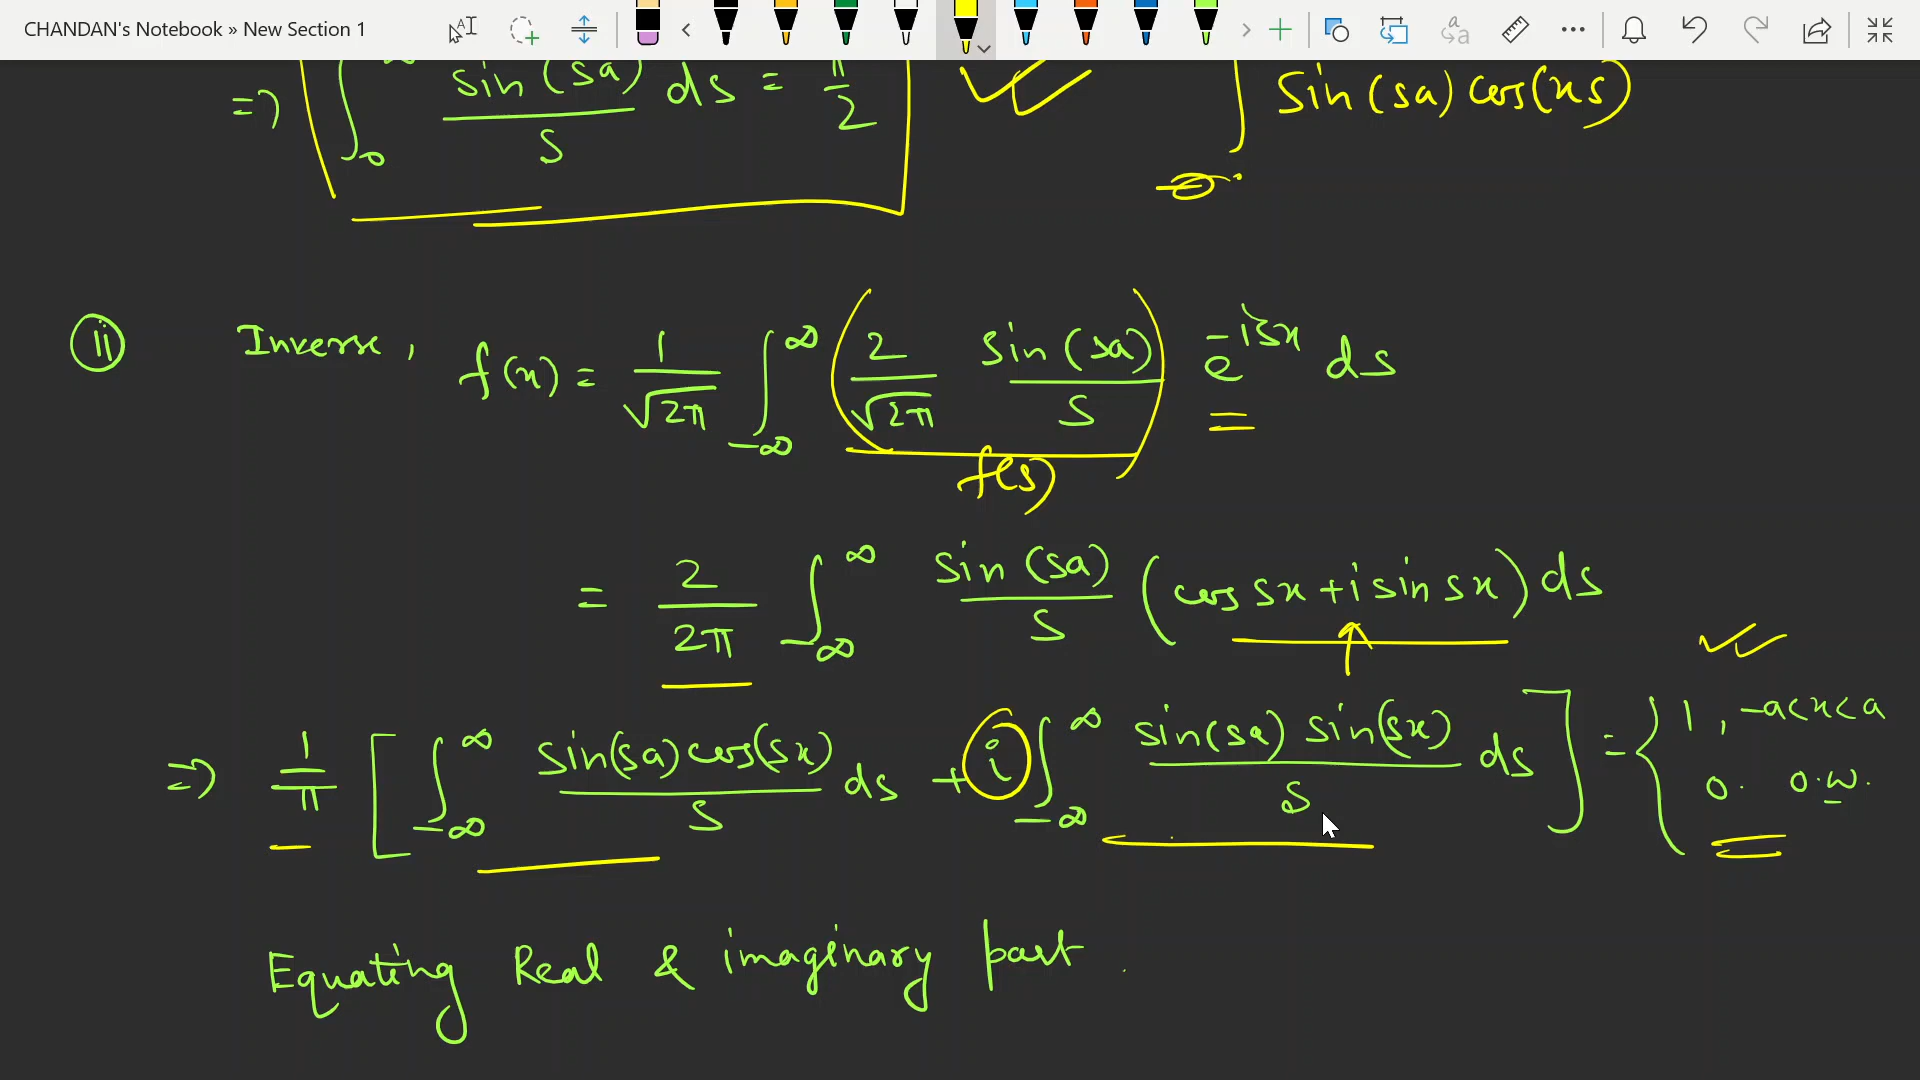 CHANDAN's Notebook » New Section 1
=> ∫_0^∞ sin(sa)/s ds = π/2
∫ sin(sa) cos(xs)
(ii) Inverse, f(x) = 1/√2π ∫_-∞^∞ (2/√2π sin(sa)/s) e^-isx ds
f(s)
= 2/2π ∫_-∞^∞ sin(sa)/s (cos sx + i sin sx) ds
=> 1/π [∫_-∞^∞ sin(sa) cos(sx)/s ds + i ∫_-∞^∞ sin(sa) sin(sx)/s ds] = { 1, -a<x<a
0. o.w.
Equating Real & imaginary part.